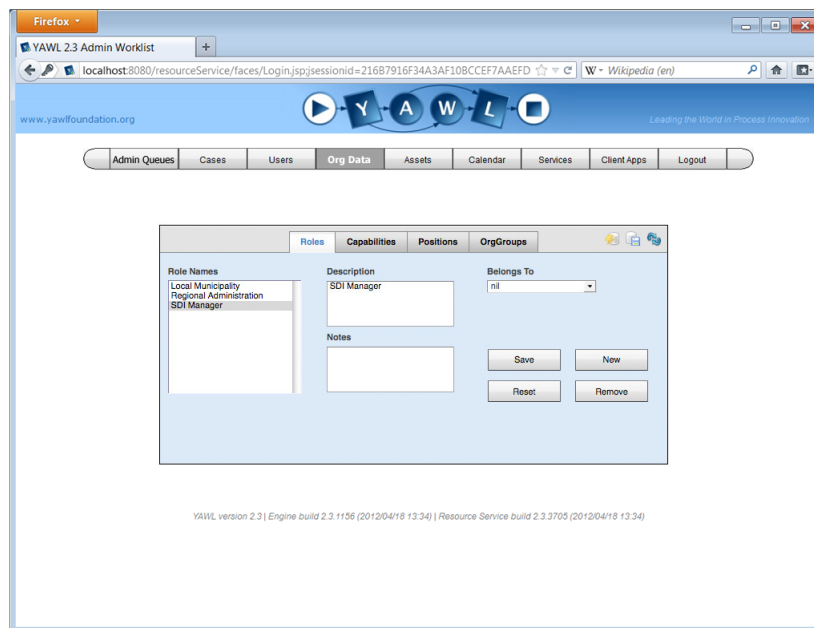 Firefox
YAWL 2.3 Admin Worklist
+
localhost:8080/resourceService/faces/Login.jsp;jsessionid=216B7916F34A3AF10BCCEF7AAEFD
W Wikipedia (en)
www.yawlfoundation.org
Y A W L
Leading the World in Process Innovation
Admin Queues Cases Users Org Data Assets Calendar Services Client Apps Logout
Roles Capabilities Positions OrgGroups
Role Names Description Belongs To
Local Municipality SDI Manager nil
Regional Administration
SDI Manager
Notes
Save New
Reset Remove
YAWL version 2.3 | Engine build 2.3.1156 (2012/04/18 13:34) | Resource Service build 2.3.3705 (2012/04/18 13:34)